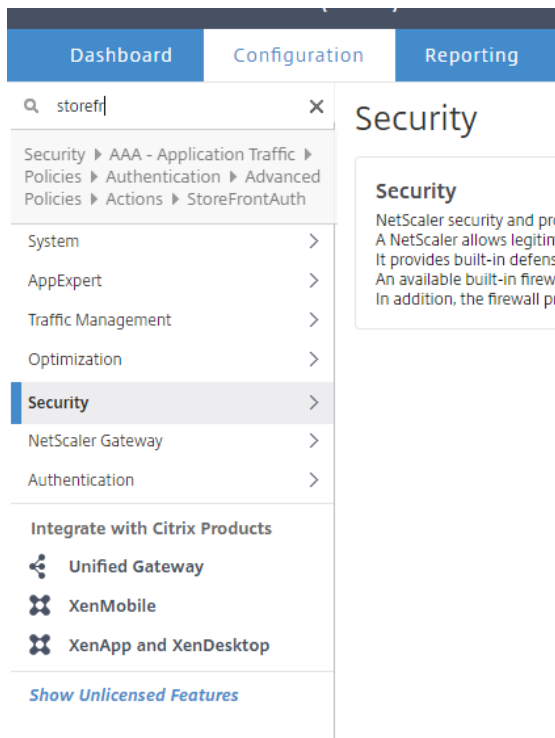 Dashboard
Configuration
Reporting
storefr
Security
Security ▶ AAA - Application Traffic ▶
Policies ▶ Authentication ▶ Advanced
Policies ▶ Actions ▶ StoreFrontAuth
System
AppExpert
Traffic Management
Optimization
Security
NetScaler Gateway
Authentication
Integrate with Citrix Products
Unified Gateway
XenMobile
XenApp and XenDesktop
Show Unlicensed Features
Security
NetScaler security and pr
A NetScaler allows legitin
It provides built-in defens
An available built-in firew
In addition, the firewall p